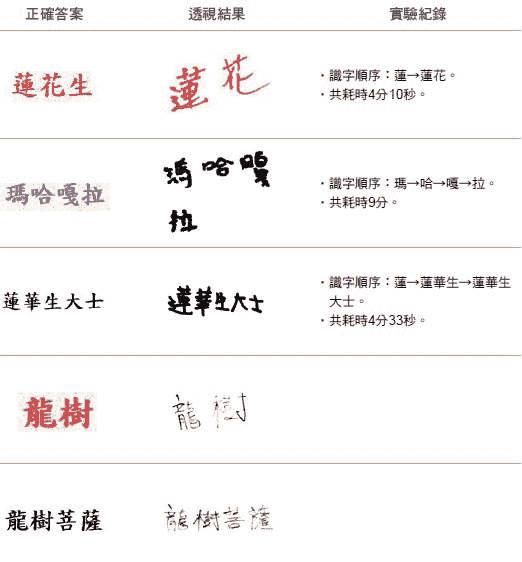 正確答案 透視結果 實驗紀錄
蓮花生 蓮花 ・識字順序：蓮→蓮花。
・共耗時4分10秒。
瑪哈嘎拉 瑪哈嘎 ・識字順序：瑪→哈→嘎→拉。
拉 ・共耗時9分。
蓮華生大士 蓮華生大士 ・識字順序：蓮→蓮華生→蓮華生
大士。
・共耗時4分33秒。
龍樹 龍樹
龍樹菩薩 龍樹菩薩